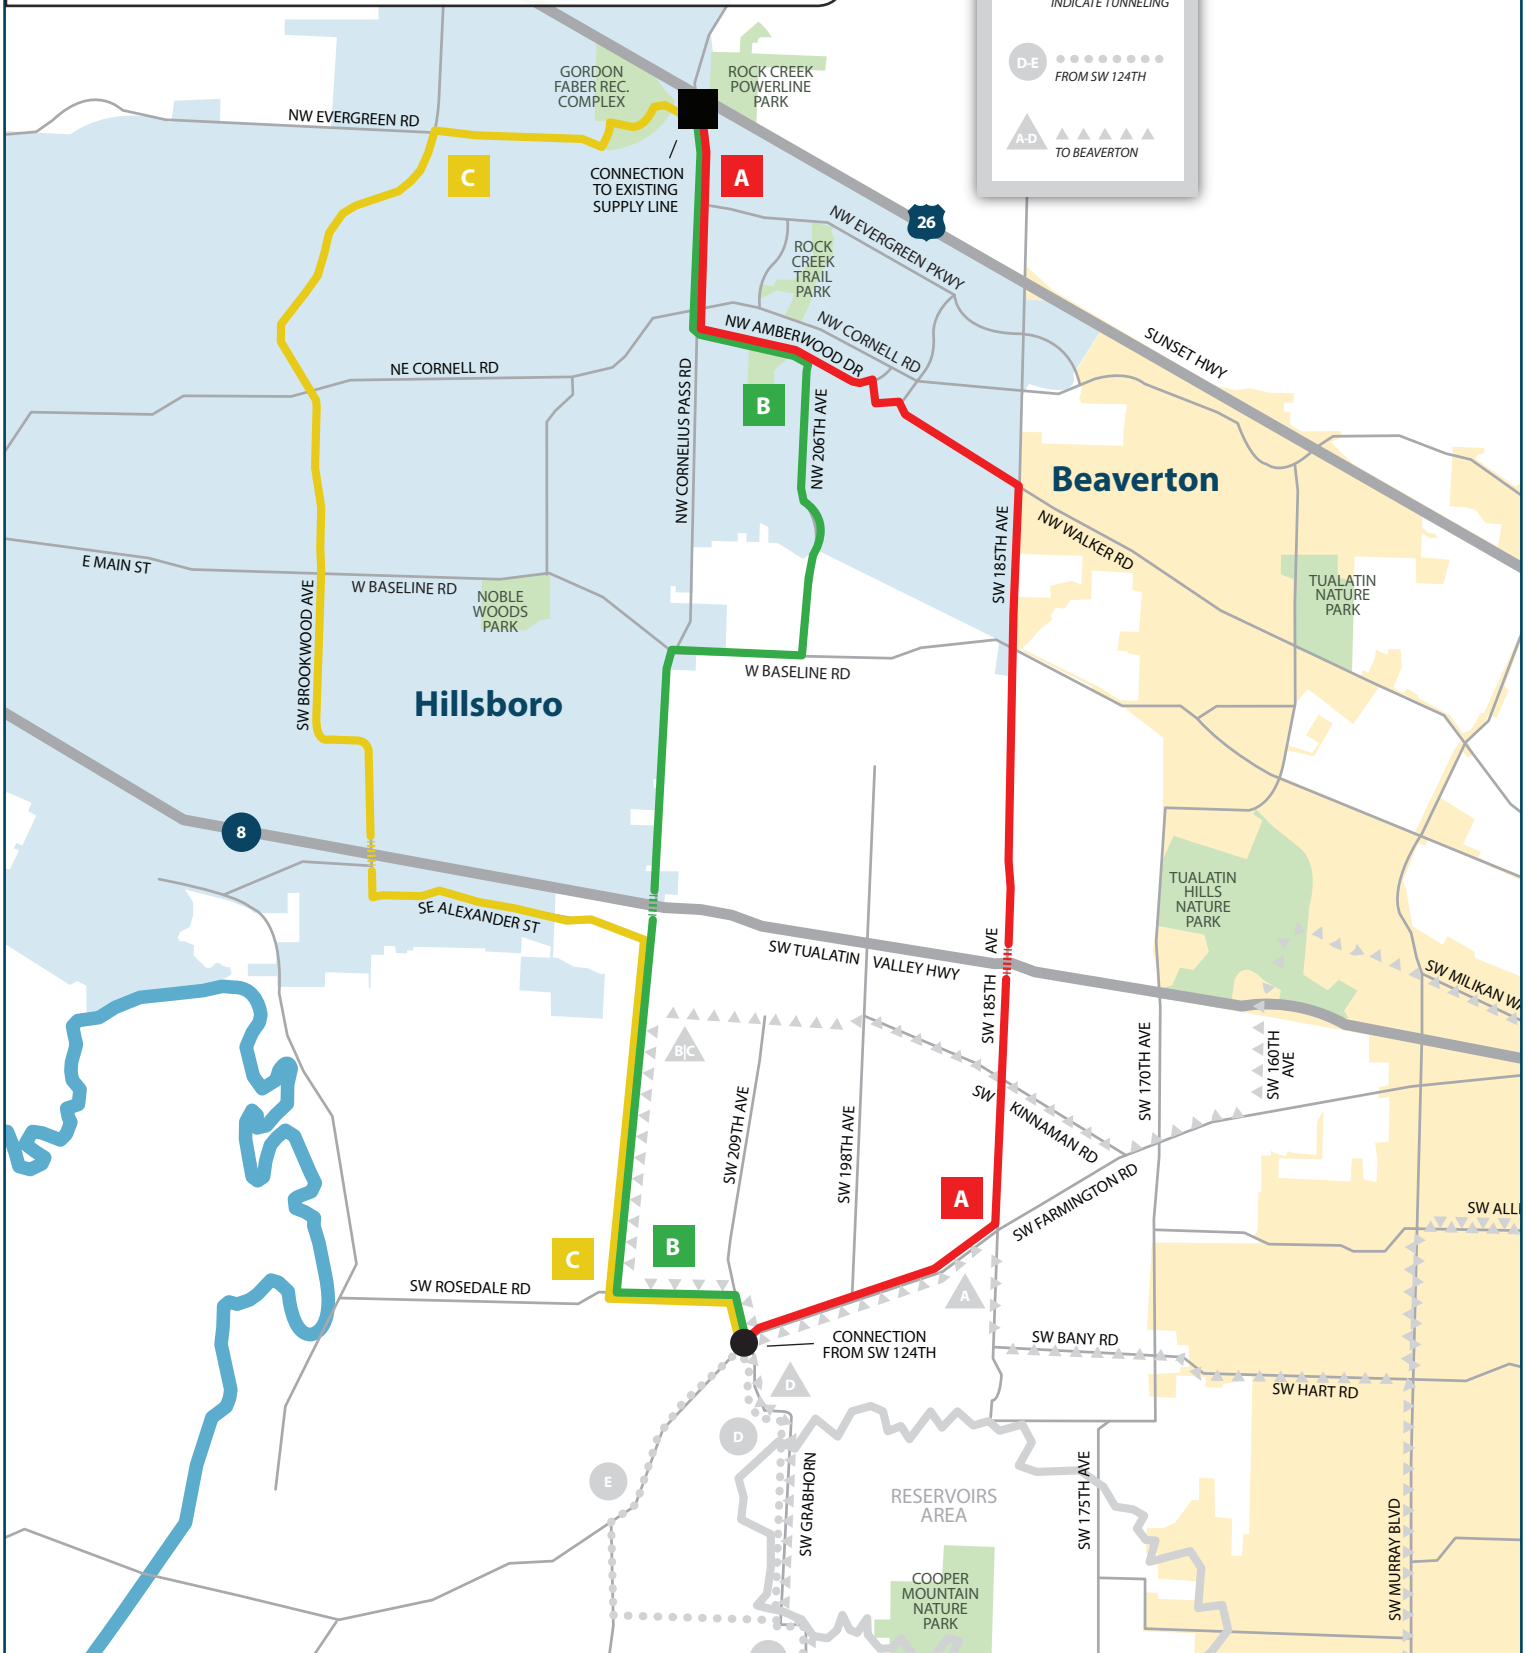 INDICATE TUNNELING
D-E
FROM SW 124TH
A-D
TO BEAVERTON
GORDON
FABER REC.
COMPLEX
ROCK CREEK
POWERLINE
PARK
NW EVERGREEN RD
C
CONNECTION
TO EXISTING
SUPPLY LINE
A
26
NW EVERGREEN PKWY
ROCK
CREEK
TRAIL
PARK
NW AMBERWOOD DR
NW CORNELL RD
SUNSET HWY
NE CORNELL RD
NW CORNELIUS PASS RD
B
NW 206TH AVE
Beaverton
SW 185TH AVE
NW WALKER RD
E MAIN ST
W BASELINE RD
NOBLE
WOODS
PARK
TUALATIN
NATURE
PARK
SW BROOKWOOD AVE
W BASELINE RD
Hillsboro
8
SE ALEXANDER ST
TUALATIN
HILLS
NATURE
PARK
SW TUALATIN VALLEY HWY
SW 185TH AVE
SW MILIKAN W
B|C
SW 170TH AVE
SW 160TH
AVE
SW 209TH AVE
SW 198TH AVE
SW KINNAMAN RD
A
SW FARMINGTON RD
SW ALL
C
B
SW ROSEDALE RD
A
CONNECTION
FROM SW 124TH
SW BANY RD
D
SW HART RD
D
E
SW GRABHORN
RESERVOIRS
AREA
SW 175TH AVE
SW MURRAY BLVD
COOPER
MOUNTAIN
NATURE
PARK